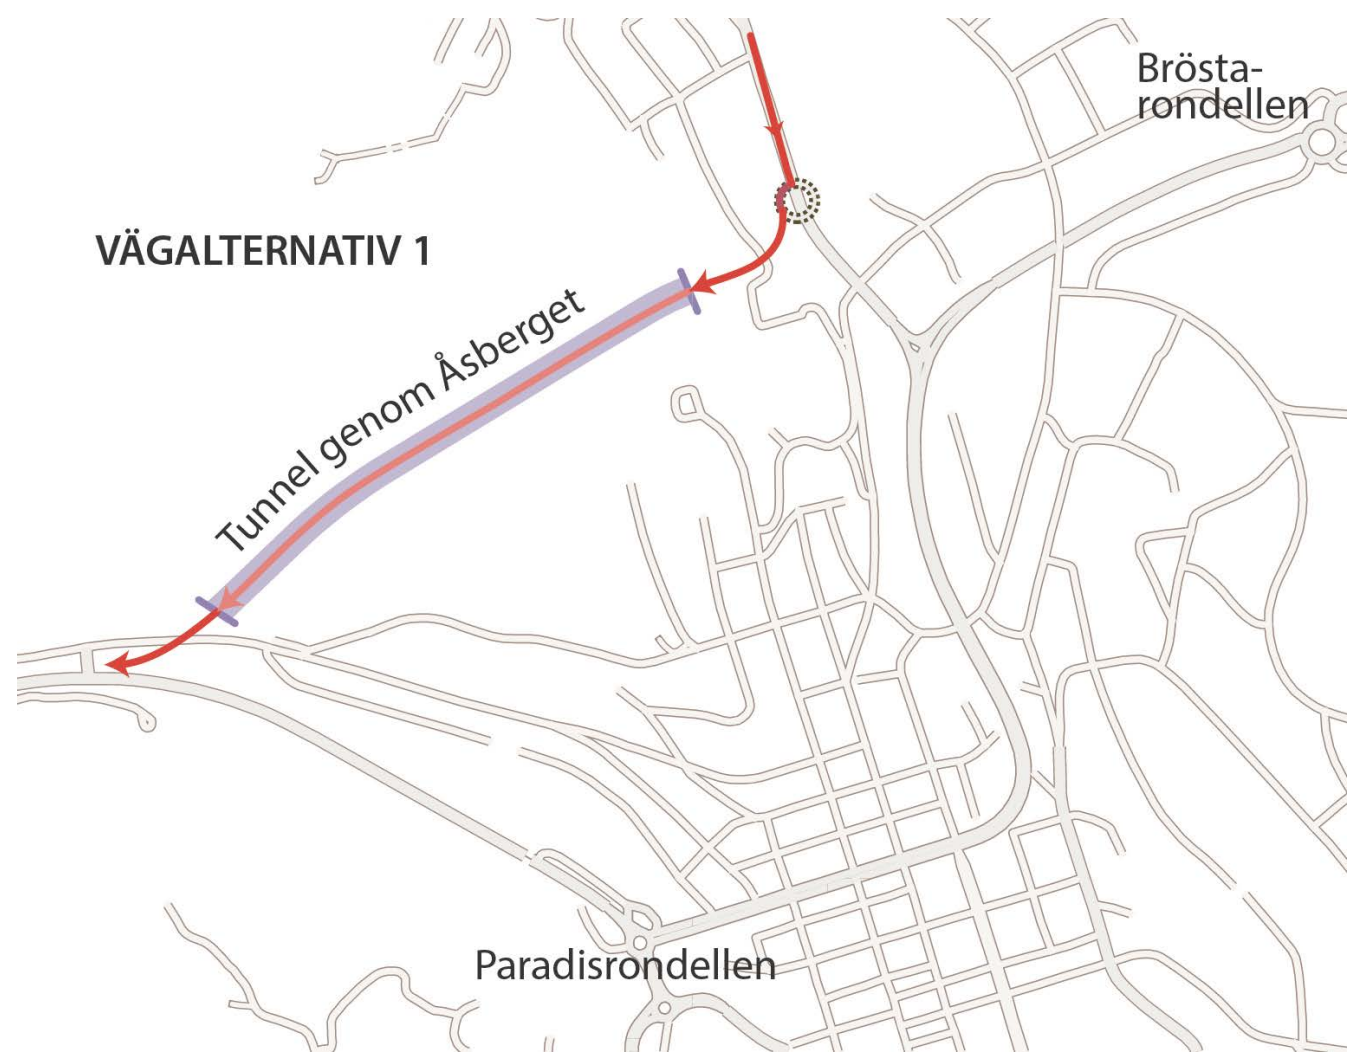 Brösta-
rondellen
VÄGALTERNATIV 1
Tunnel genom Åsberget
Paradisrondellen